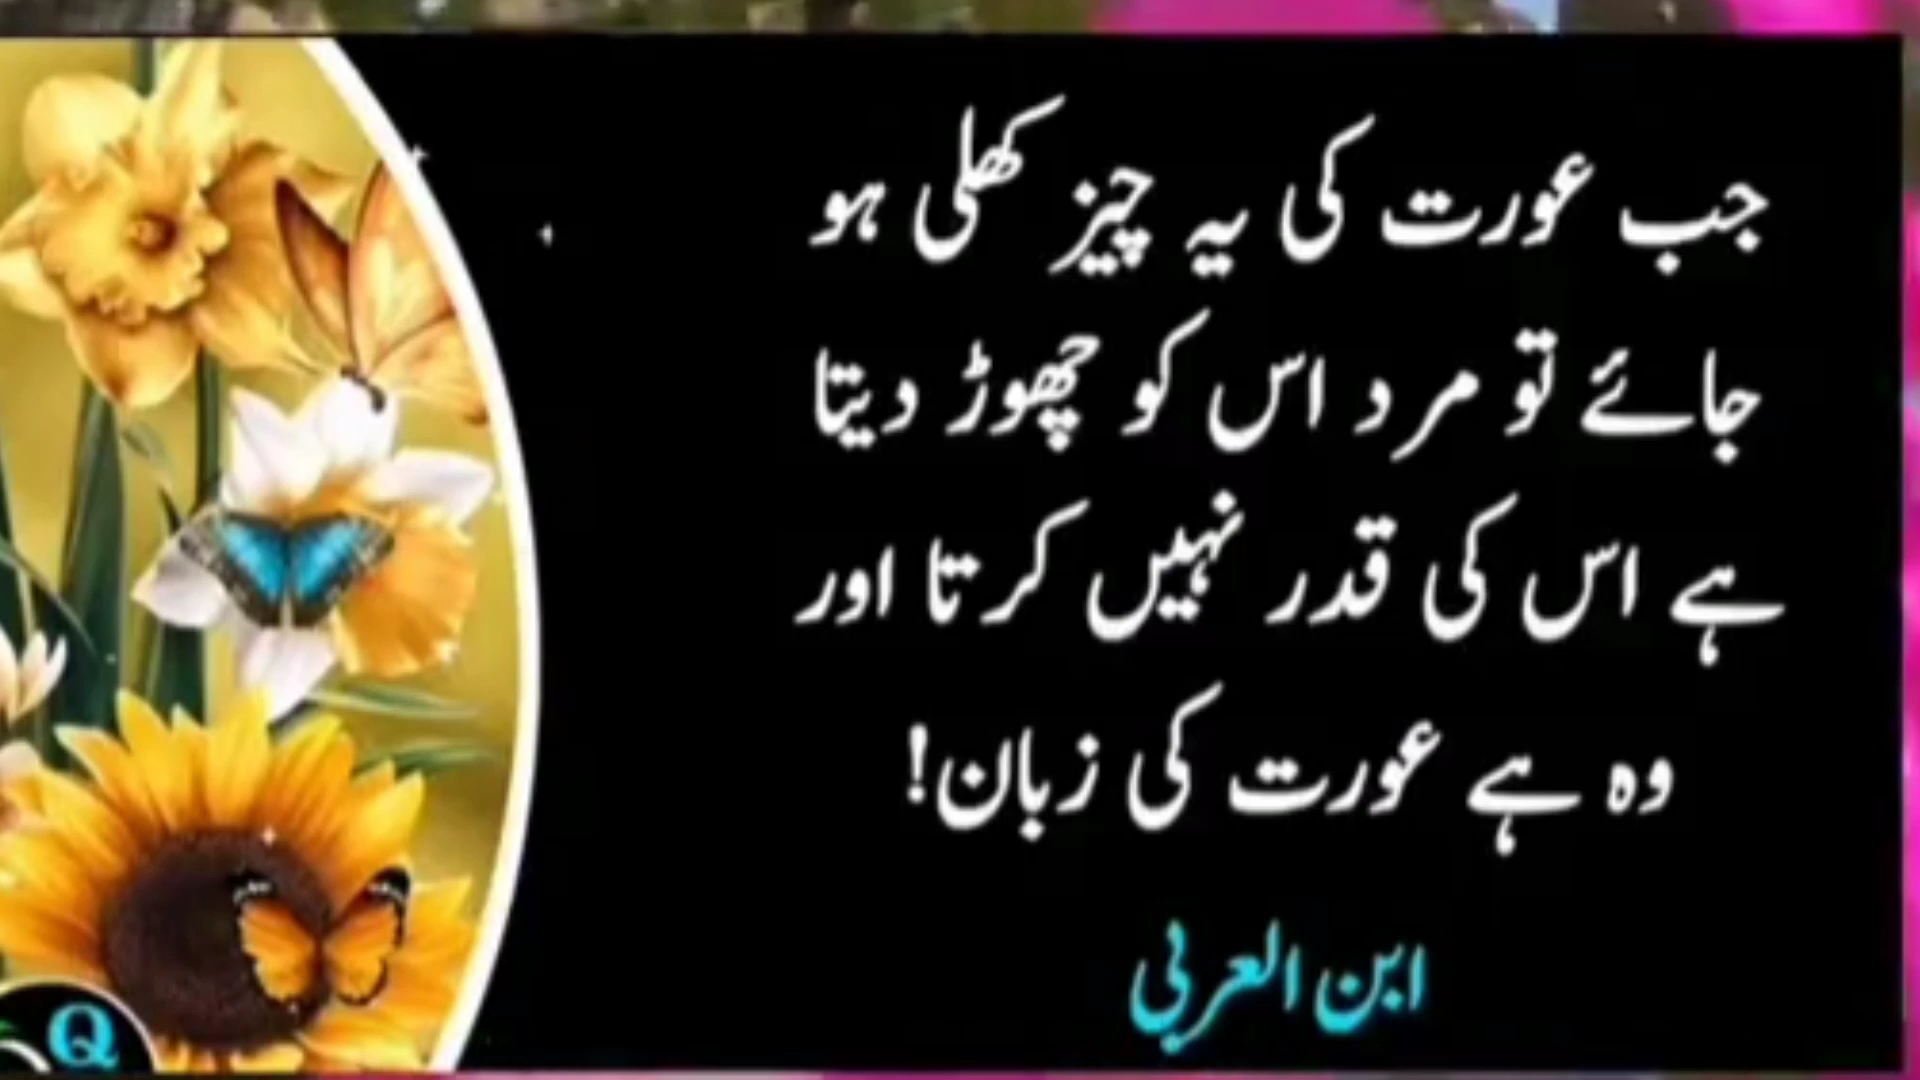 جب عورت کی یہ چیز کھلی ہو
جائے تو مرد اس کو چھوڑ دیتا
ہے اس کی قدر نہیں کرتا اور
وہ ہے عورت کی زبان!
ابن العربی
Q